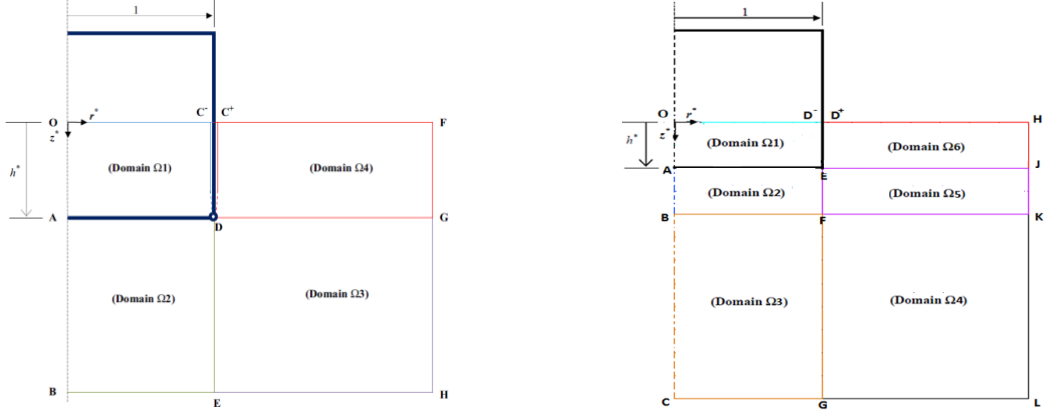 1
O r* C⁻ C⁺ F
z*
h* (Domain Ω1) (Domain Ω4)
A D G
(Domain Ω2) (Domain Ω3)
B E H
1
O r* D⁻ D⁺ H
z*
h* (Domain Ω1) (Domain Ω6)
A E J
(Domain Ω2) (Domain Ω5)
B F K
(Domain Ω3) (Domain Ω4)
C G L